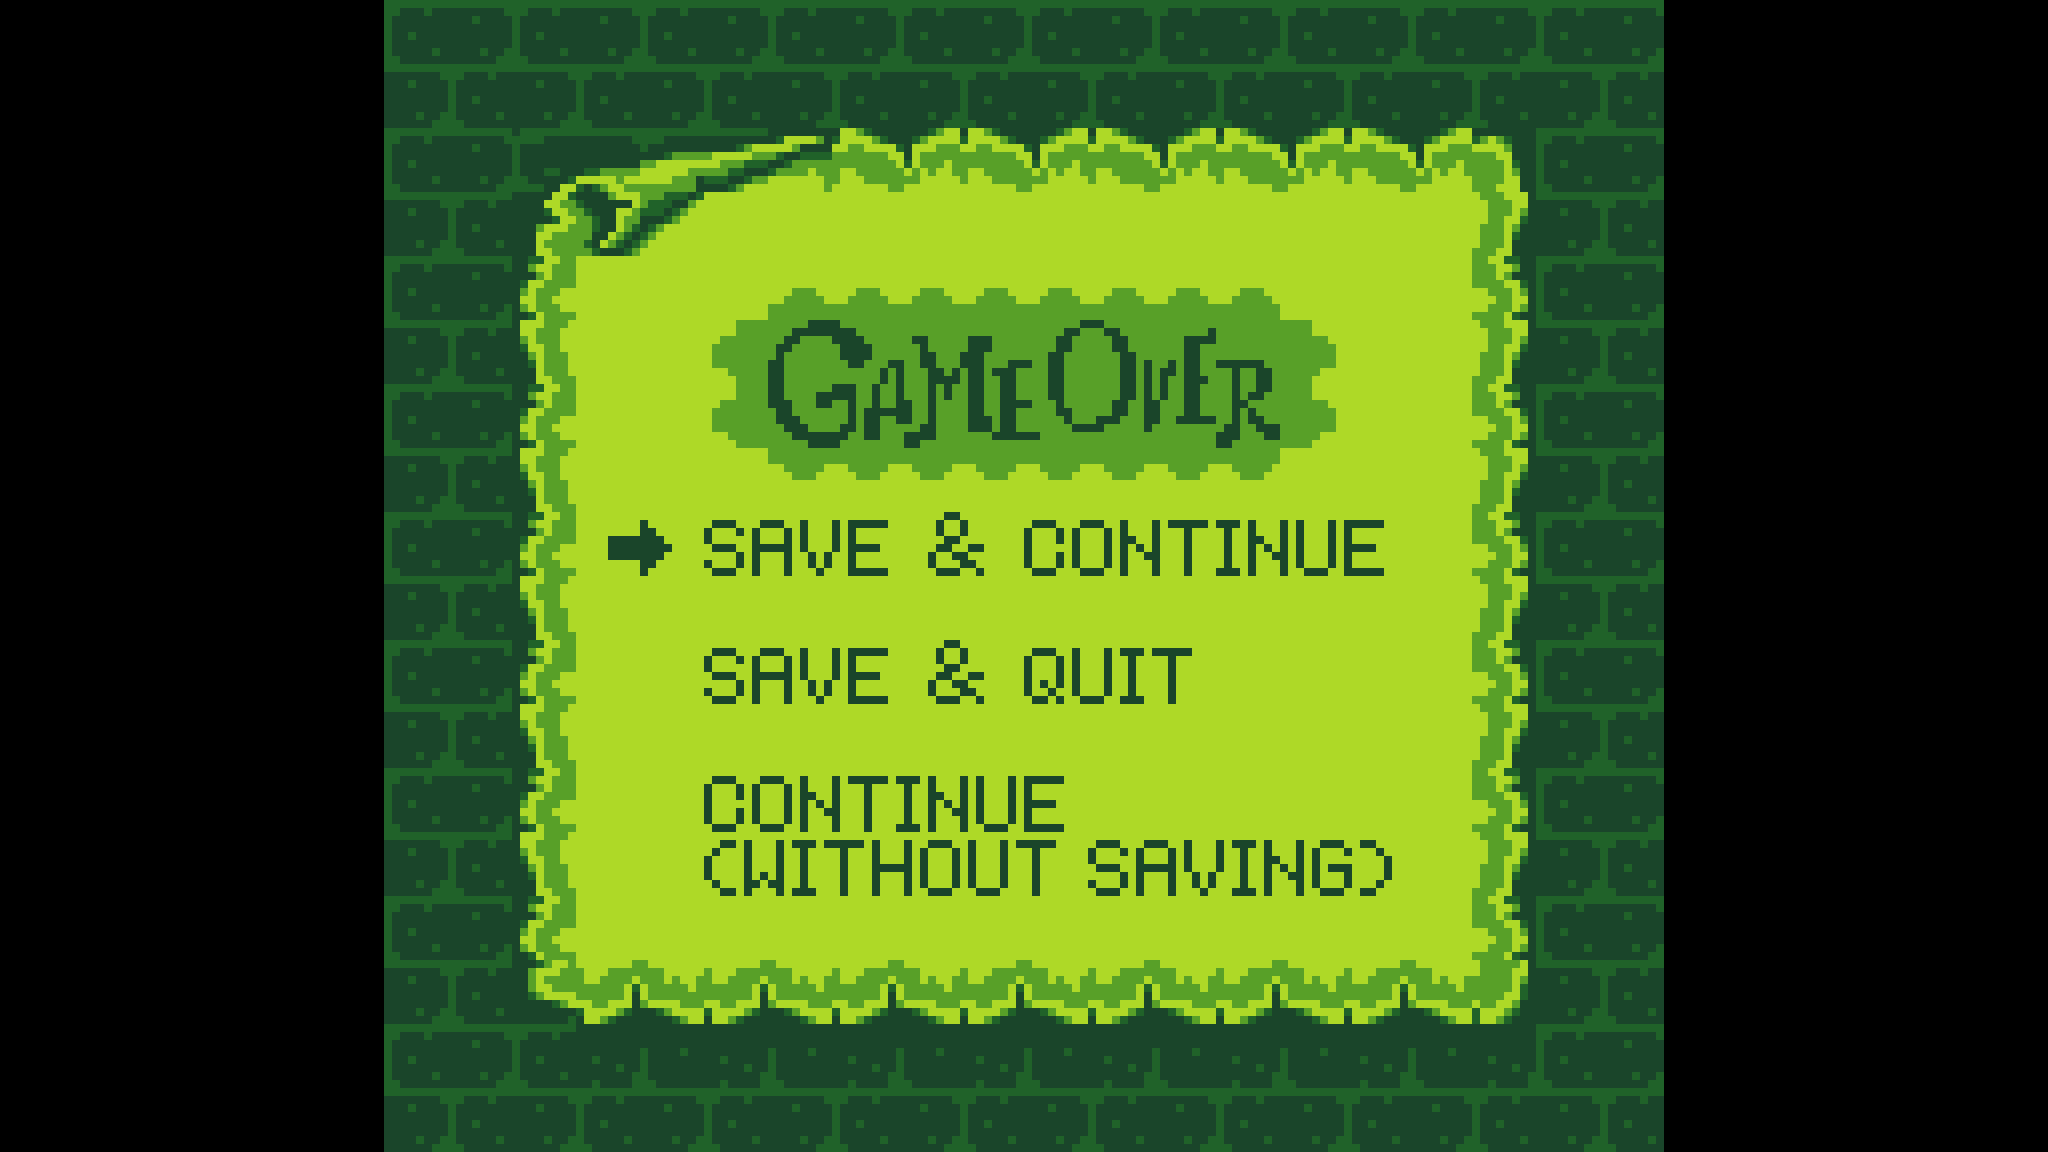 GAME OVER
SAVE & CONTINUE
SAVE & QUIT
CONTINUE
(WITHOUT SAVING)